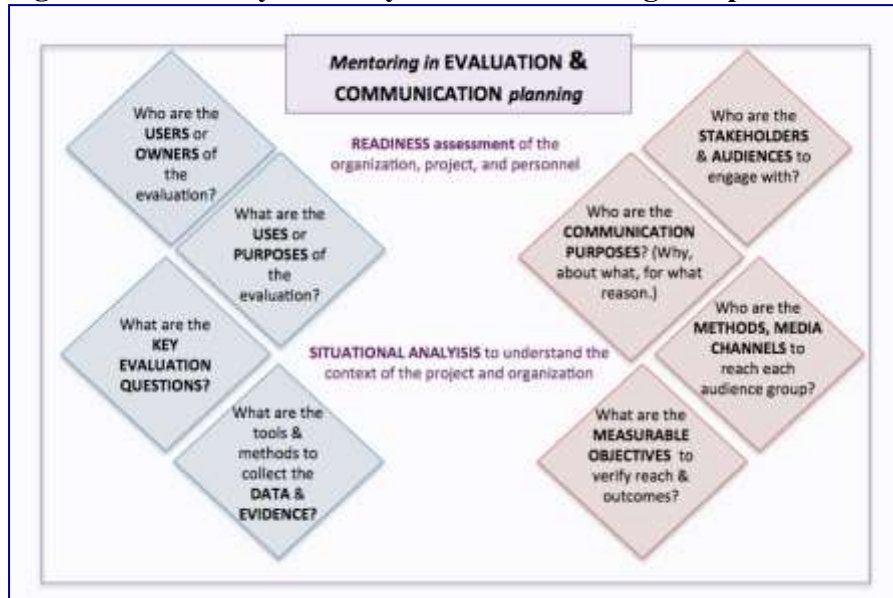 Mentoring in EVALUATION &
COMMUNICATION planning
READINESS assessment of the
organization, project, and personnel
SITUATIONAL ANALYISIS to understand the
context of the project and organization
Who are the
USERS or
OWNERS of
the
evaluation?
What are the
USES or
PURPOSES of
the
evaluation?
What are the
KEY
EVALUATION
QUESTIONS?
What are the
tools &
methods to
collect the
DATA &
EVIDENCE?
Who are the
STAKEHOLDERS
& AUDIENCES to
engage with?
Who are the
COMMUNICATION
PURPOSES? (Why,
about what, for what
reason.)
Who are the
METHODS, MEDIA
CHANNELS to
reach each
audience group?
What are the
MEASURABLE
OBJECTIVES to
verify reach &
outcomes?